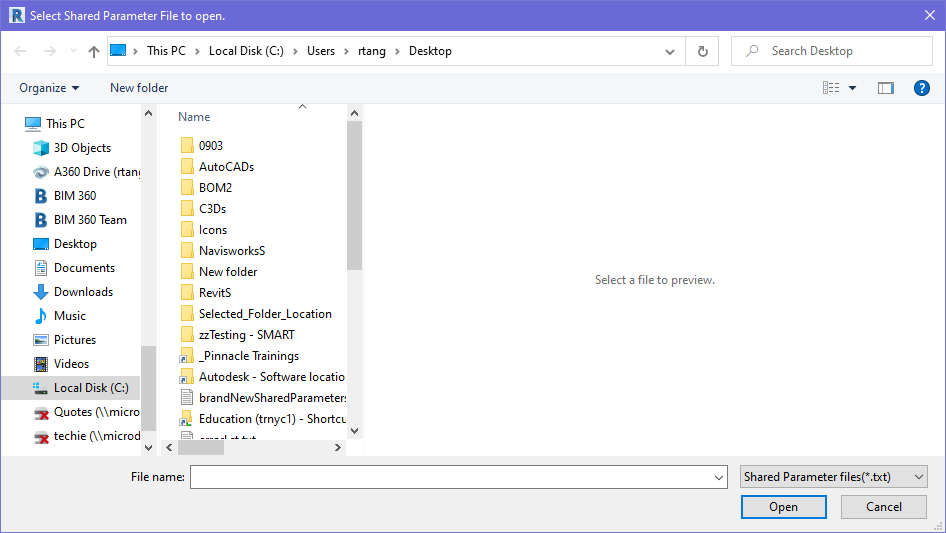 Select Shared Parameter File to open.
This PC > Local Disk (C:) > Users > rtang > Desktop
Search Desktop
Organize
New folder
This PC
3D Objects
A360 Drive (rtang
BIM 360
BIM 360 Team
Desktop
Documents
Downloads
Music
Pictures
Videos
Local Disk (C:)
Quotes (\\micro
techie (\\microd
Name
0903
AutoCADs
BOM2
C3Ds
Icons
NavisworksS
New folder
RevitS
Selected_Folder_Location
zzTesting - SMART
_Pinnacle Trainings
Autodesk - Software locatio
brandNewSharedParameters
Education (trnyc1) - Shortcu
Select a file to preview.
File name:
Shared Parameter files(*.txt)
Open
Cancel